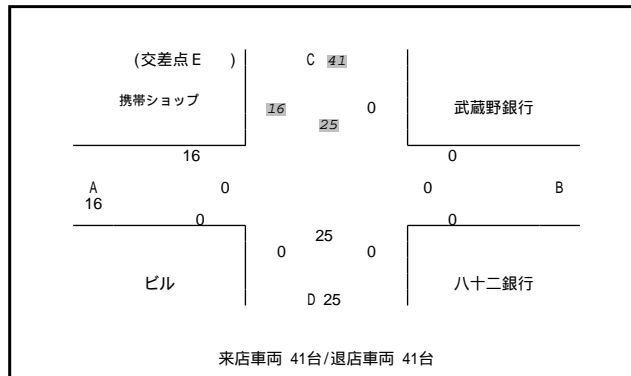 (交差点E ) C 41
携帯ショップ 16 0 武蔵野銀行
25
16 0
A 0 0 B
16
0 0
25
0 0
ビル 八十二銀行
D 25
来店車両 41台/退店車両 41台